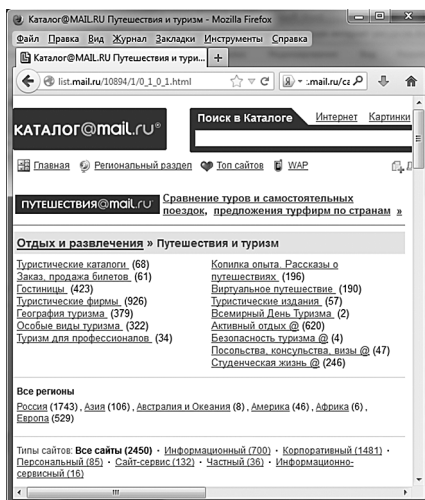 Каталог@MAIL.RU Путешествия и туризм - Mozilla Firefox
Файл Правка Вид Журнал Закладки Инструменты Справка
Каталог@MAIL.RU Путешествия и тури... +
list.mail.ru/10894/1/0_1_0_1.html .mail.ru/ca
каталог@mail.ru® Поиск в Каталоге Интернет Картинки
Главная Региональный раздел Топ сайтов WAP
ПУТЕШЕСТВИЯ@mail.ru Сравнение туров и самостоятельных
поездок, предложения турфирм по странам »
Отдых и развлечения » Путешествия и туризм
Туристические каталоги (68)
Заказ, продажа билетов (61)
Гостиницы (423)
Туристические фирмы (926)
География туризма (379)
Особые виды туризма (322)
Туризм для профессионалов (34)
Копилка опыта. Рассказы о
путешествиях (196)
Виртуальное путешествие (190)
Туристические издания (57)
Всемирный День Туризма (2)
Активный отдых @ (620)
Безопасность туризма @ (4)
Посольства, консульства, визы @ (47)
Студенческая жизнь @ (246)
Все регионы
Россия (1743) , Азия (106) , Австралия и Океания (8) , Америка (46) , Африка (6) ,
Европа (529)
Типы сайтов: Все сайты (2450) · Информационный (700) · Корпоративный (1481) ·
Персональный (85) · Сайт-сервис (132) · Частный (36) · Информационно-
сервисный (16)